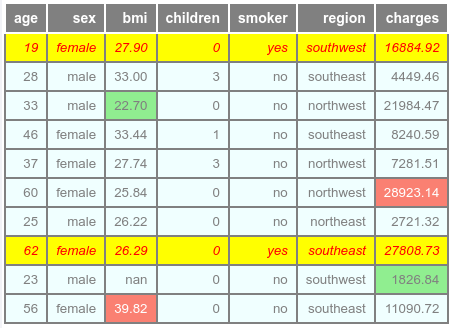 age sex bmi children smoker region charges
19 female 27.90 0 yes southwest 16884.92
28 male 33.00 3 no southeast 4449.46
33 male 22.70 0 no northwest 21984.47
46 female 33.44 1 no southeast 8240.59
37 female 27.74 3 no northwest 7281.51
60 female 25.84 0 no northwest 28923.14
25 male 26.22 0 no northeast 2721.32
62 female 26.29 0 yes southeast 27808.73
23 male nan 0 no southwest 1826.84
56 female 39.82 0 no southeast 11090.72